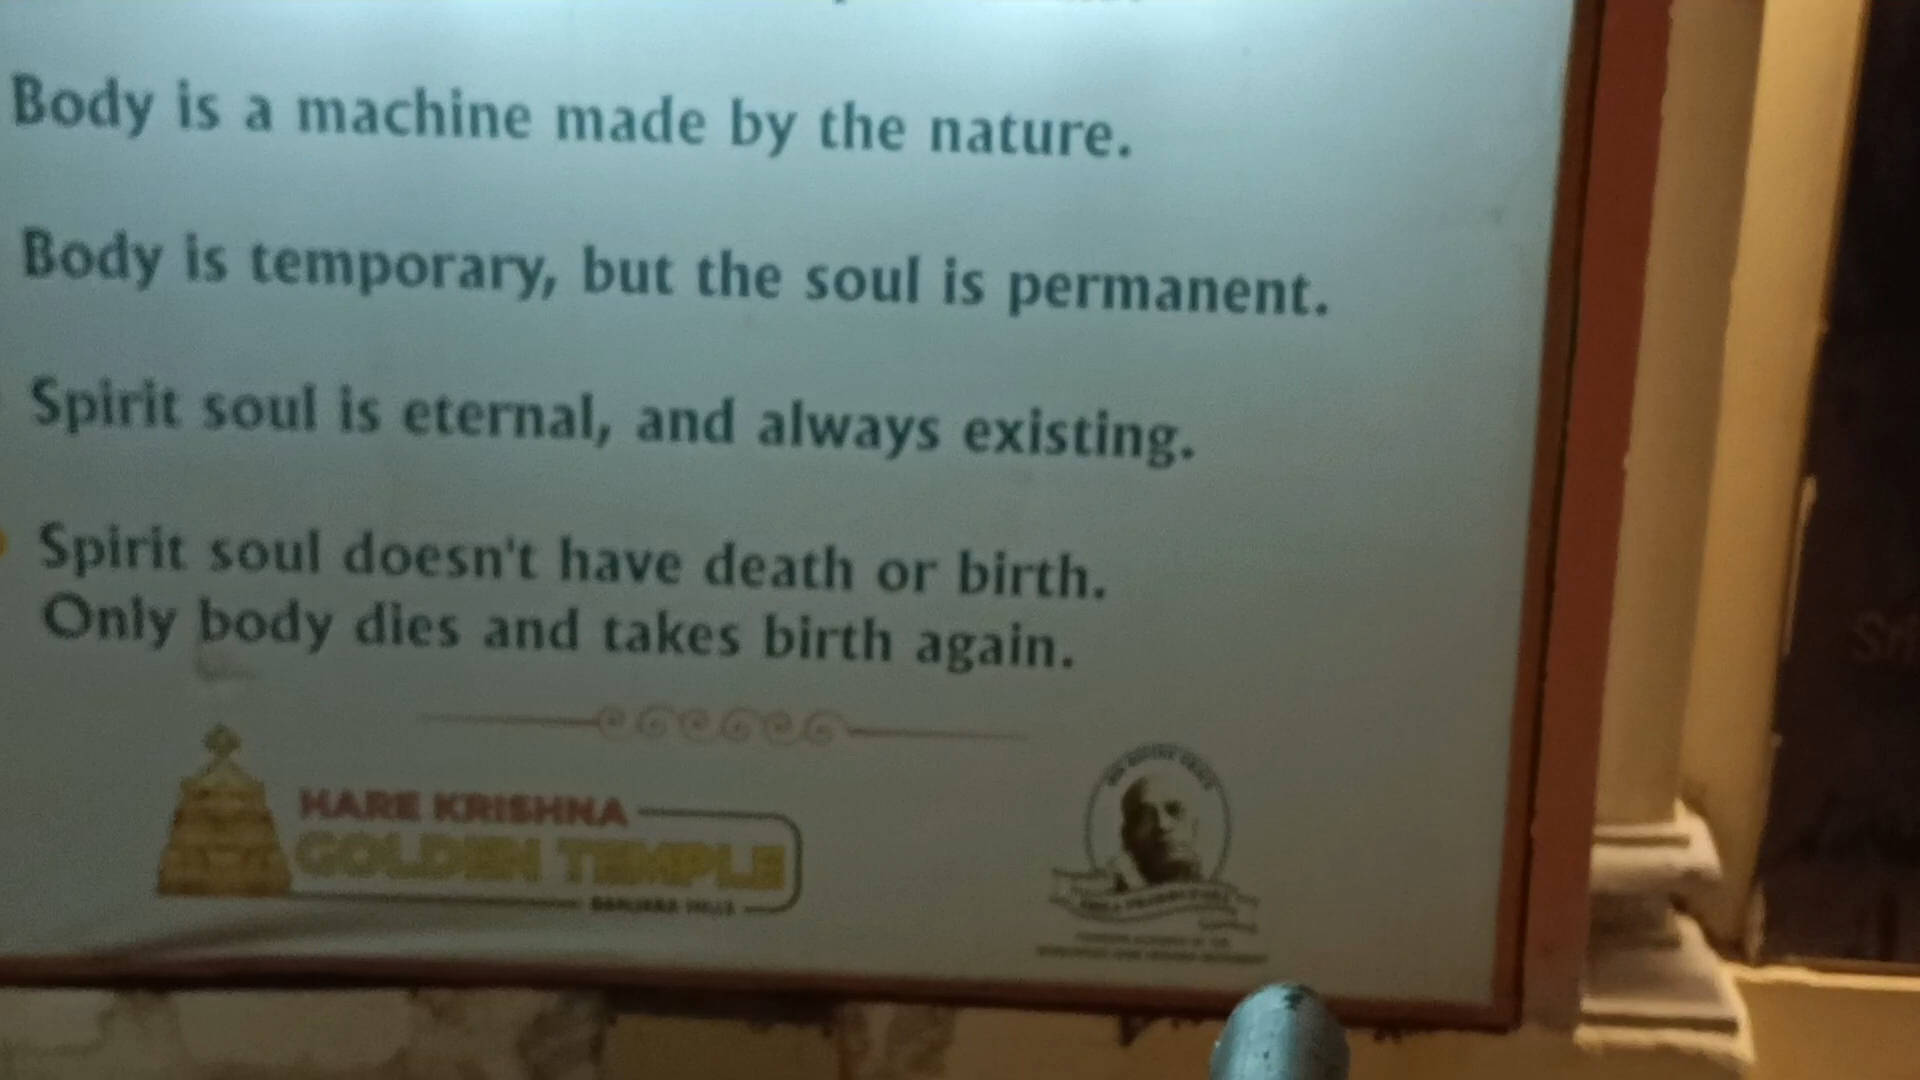 Body is a machine made by the nature.
Body is temporary, but the soul is permanent.
Spirit soul is eternal, and always existing.
Spirit soul doesn't have death or birth.
Only body dies and takes birth again.
HARE KRISHNA
GOLDEN TEMPLE
BANJARA HILLS